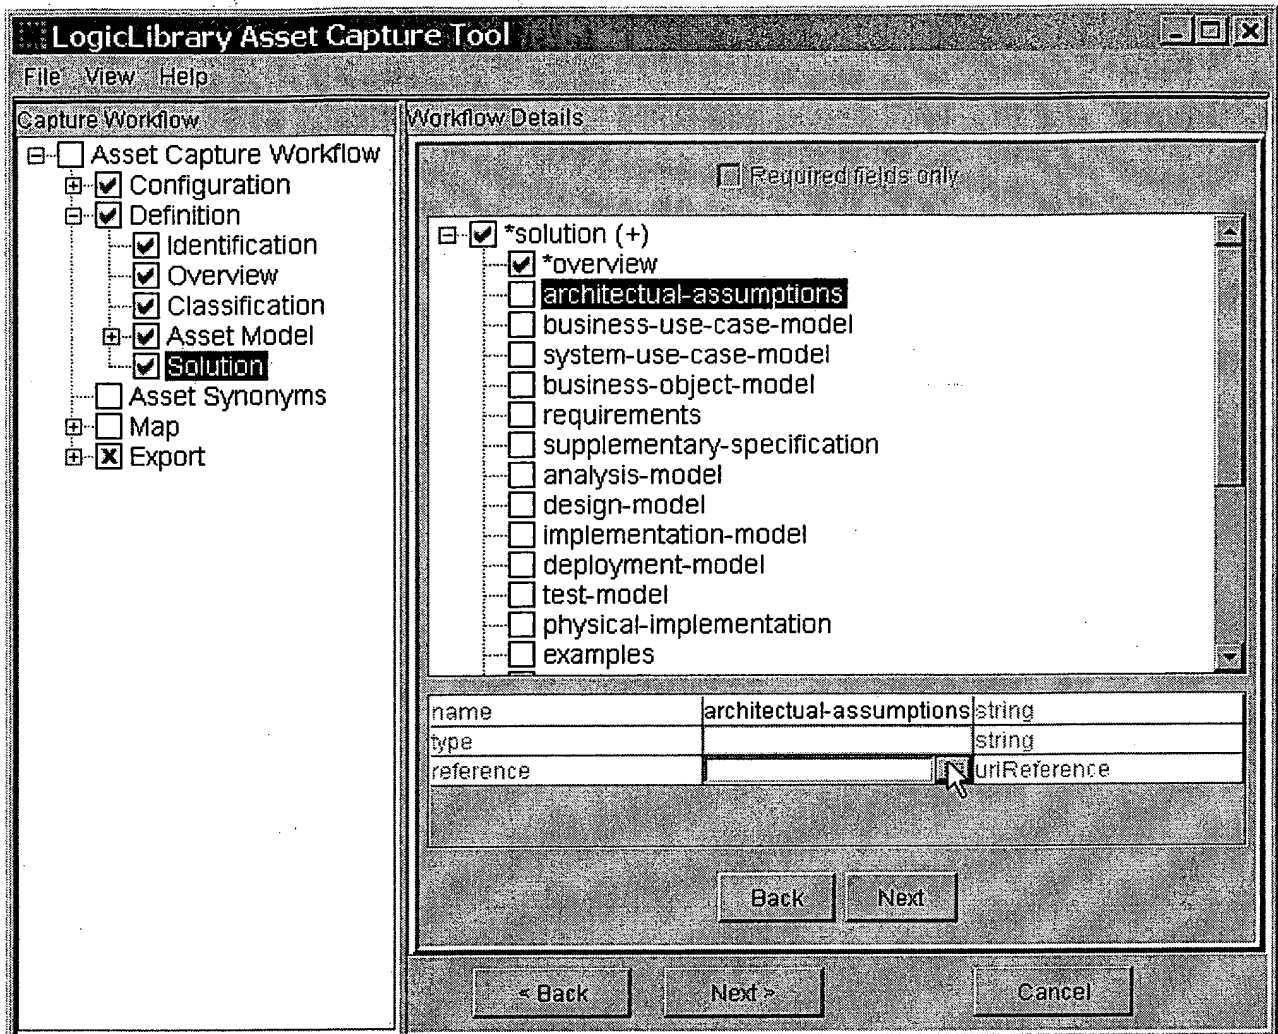 LogicLibrary Asset Capture Tool
File View Help
Capture Workflow
Asset Capture Workflow
Configuration
Definition
Identification
Overview
Classification
Asset Model
Solution
Asset Synonyms
Map
Export
Workflow Details
Required fields only
*solution (+)
*overview
architectual-assumptions
business-use-case-model
system-use-case-model
business-object-model
requirements
supplementary-specification
analysis-model
design-model
implementation-model
deployment-model
test-model
physical-implementation
examples
name architectual-assumptions string
type string
reference uriReference
Back Next
< Back Next > Cancel